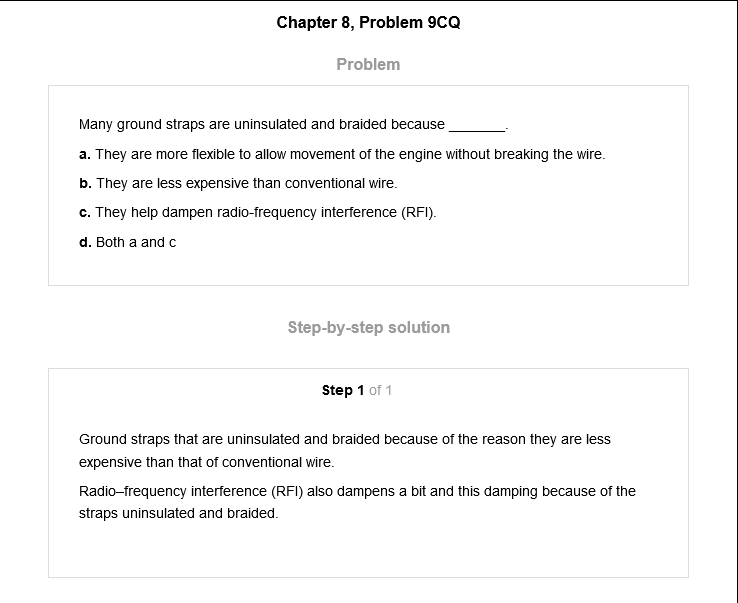 Chapter 8, Problem 9CQ
Problem
Many ground straps are uninsulated and braided because _______.
a. They are more flexible to allow movement of the engine without breaking the wire.
b. They are less expensive than conventional wire.
c. They help dampen radio-frequency interference (RFI).
d. Both a and c
Step-by-step solution
Step 1 of 1
Ground straps that are uninsulated and braided because of the reason they are less
expensive than that of conventional wire.
Radio–frequency interference (RFI) also dampens a bit and this damping because of the
straps uninsulated and braided.